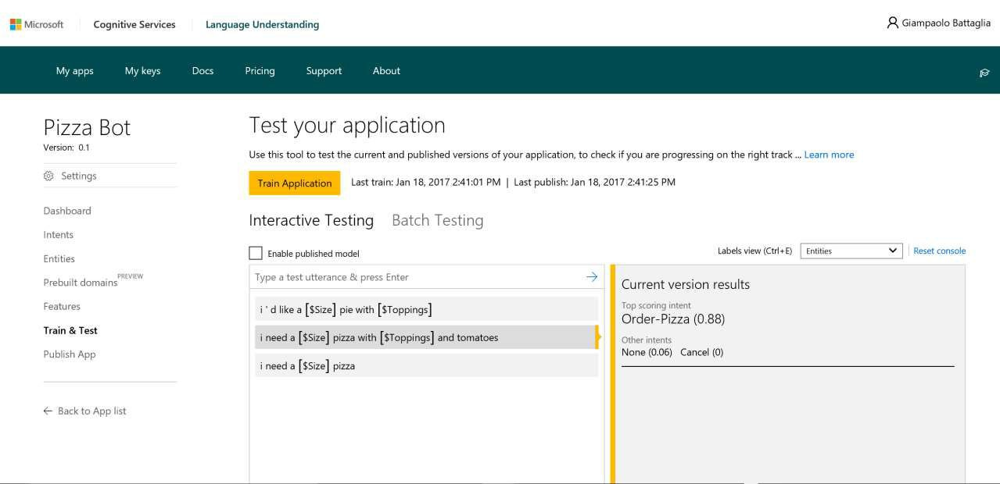 Microsoft Cognitive Services Language Understanding Giampaolo Battaglia
My apps My keys Docs Pricing Support About
Pizza Bot
Version: 0.1
Settings
Dashboard
Intents
Entities
Prebuilt domains PREVIEW
Features
Train & Test
Publish App
Back to App list
Test your application
Use this tool to test the current and published versions of your application, to check if you are progressing on the right track ... Learn more
Train Application Last train: Jan 18, 2017 2:41:01 PM | Last publish: Jan 18, 2017 2:41:25 PM
Interactive Testing Batch Testing
Enable published model Labels view (Ctrl+E) Entities Reset console
Type a test utterance & press Enter
i ' d like a [$Size] pie with [$Toppings]
i need a [$Size] pizza with [$Toppings] and tomatoes
i need a [$Size] pizza
Current version results
Top scoring intent
Order-Pizza (0.88)
Other intents
None (0.06) Cancel (0)